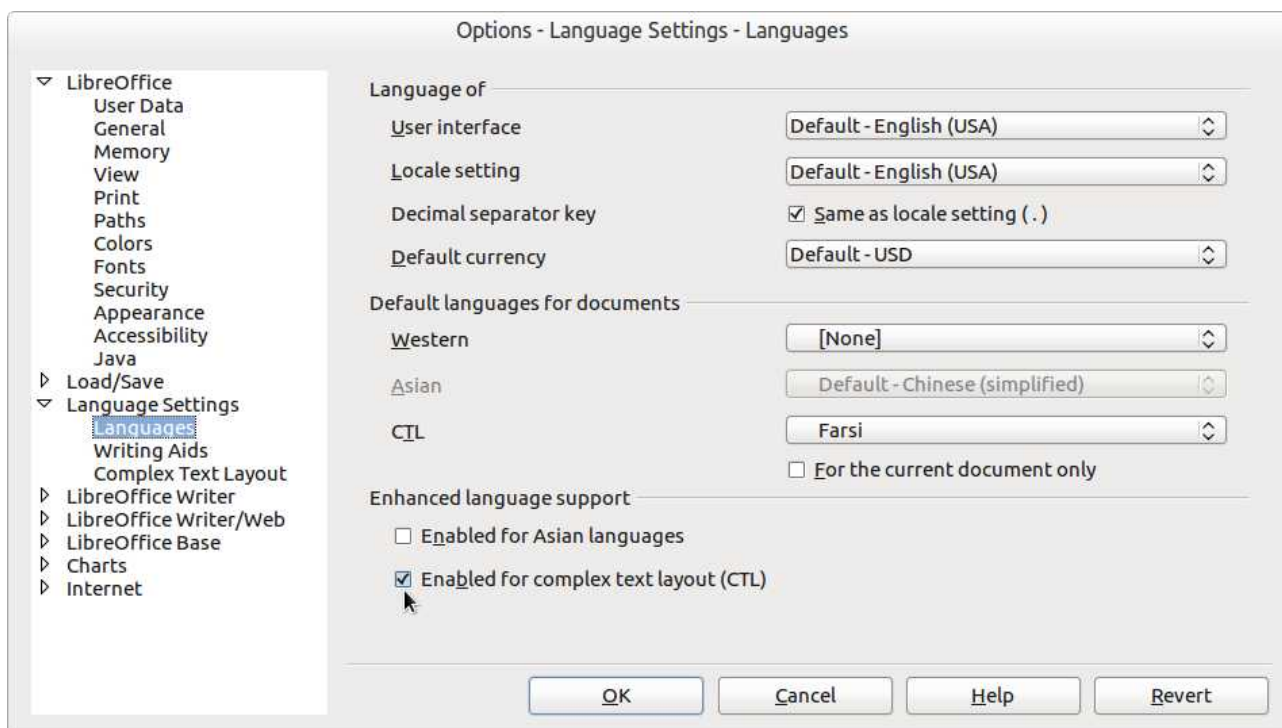 Options - Language Settings - Languages
LibreOffice
User Data
General
Memory
View
Print
Paths
Colors
Fonts
Security
Appearance
Accessibility
Java
Load/Save
Language Settings
Languages
Writing Aids
Complex Text Layout
LibreOffice Writer
LibreOffice Writer/Web
LibreOffice Base
Charts
Internet
Language of
User interface Default - English (USA)
Locale setting Default - English (USA)
Decimal separator key Same as locale setting ( . )
Default currency Default - USD
Default languages for documents
Western [None]
Asian Default - Chinese (simplified)
CTL Farsi
For the current document only
Enhanced language support
Enabled for Asian languages
Enabled for complex text layout (CTL)
OK Cancel Help Revert